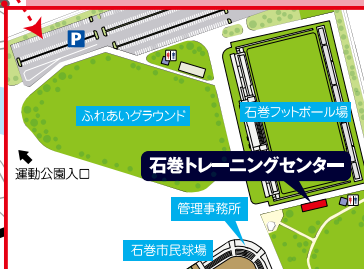 P
ふれあいグラウンド
石巻フットボール場
石巻トレーニングセンター
運動公園入口
管理事務所
石巻市民球場